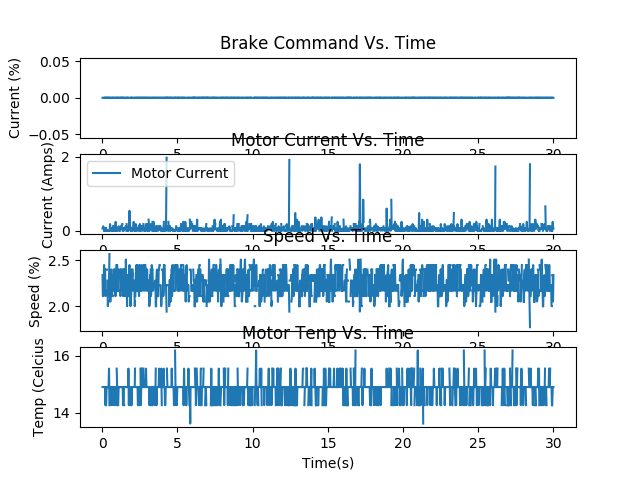 Brake Command Vs. Time
Current (%)
0.05
0.00
−0.05
0 5 10 15 20 25 30
Motor Current Vs. Time
Current (Amps)
2
0
Motor Current
0 5 10 15 20 25 30
Speed Vs. Time
Speed (%)
2.5
2.0
0 5 10 15 20 25 30
Motor Tenp Vs. Time
Temp (Celcius
16
14
0 5 10 15 20 25 30
Time(s)